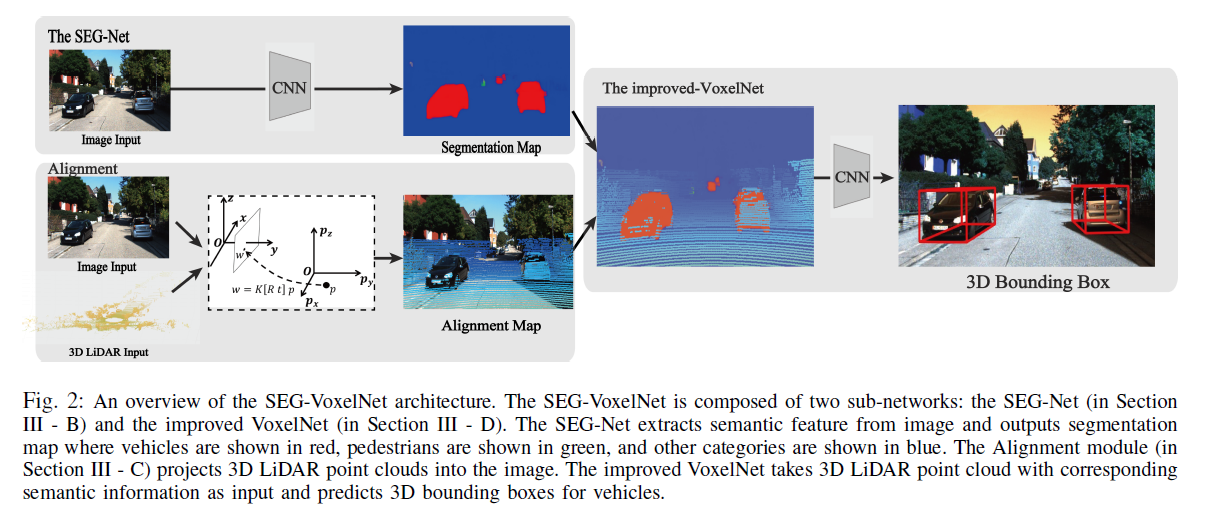 The SEG-Net
CNN
Image Input
Segmentation Map
Alignment
Image Input
3D LiDAR Input
z
x
O
y
w
p_z
O
p_y
p_x
p
w = K[R t] p
Alignment Map
The improved-VoxelNet
CNN
3D Bounding Box
Fig. 2: An overview of the SEG-VoxelNet architecture. The SEG-VoxelNet is composed of two sub-networks: the SEG-Net (in Section
III - B) and the improved VoxelNet (in Section III - D). The SEG-Net extracts semantic feature from image and outputs segmentation
map where vehicles are shown in red, pedestrians are shown in green, and other categories are shown in blue. The Alignment module (in
Section III - C) projects 3D LiDAR point clouds into the image. The improved VoxelNet takes 3D LiDAR point cloud with corresponding
semantic information as input and predicts 3D bounding boxes for vehicles.